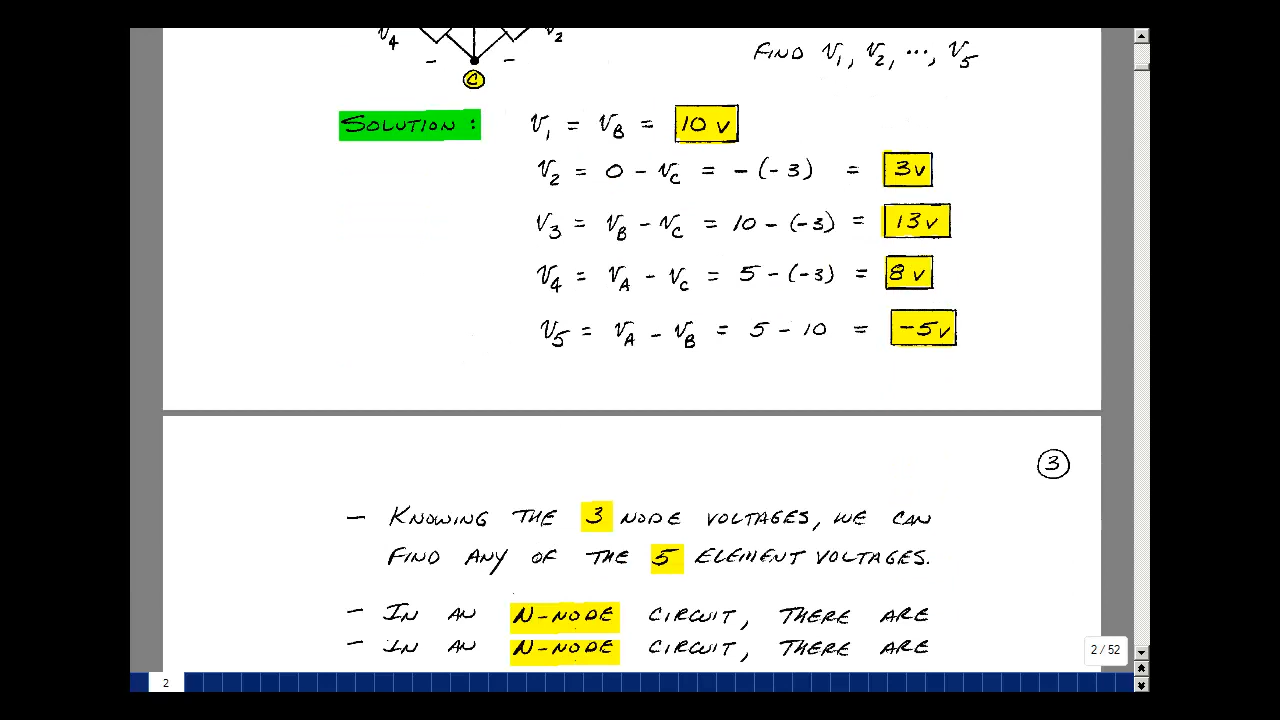 V4 V2
- -
C
FIND V1, V2, ..., V5
SOLUTION: V1 = VB = 10 V
V2 = 0 - VC = -(-3) = 3V
V3 = VB - VC = 10 - (-3) = 13V
V4 = VA - VC = 5 - (-3) = 8 V
V5 = VA - VB = 5 - 10 = -5V
3
- KNOWING THE 3 NODE VOLTAGES, WE CAN
FIND ANY OF THE 5 ELEMENT VOLTAGES.
- IN AN N-NODE CIRCUIT, THERE ARE
- IN AN N-NODE CIRCUIT, THERE ARE
2 / 52
2